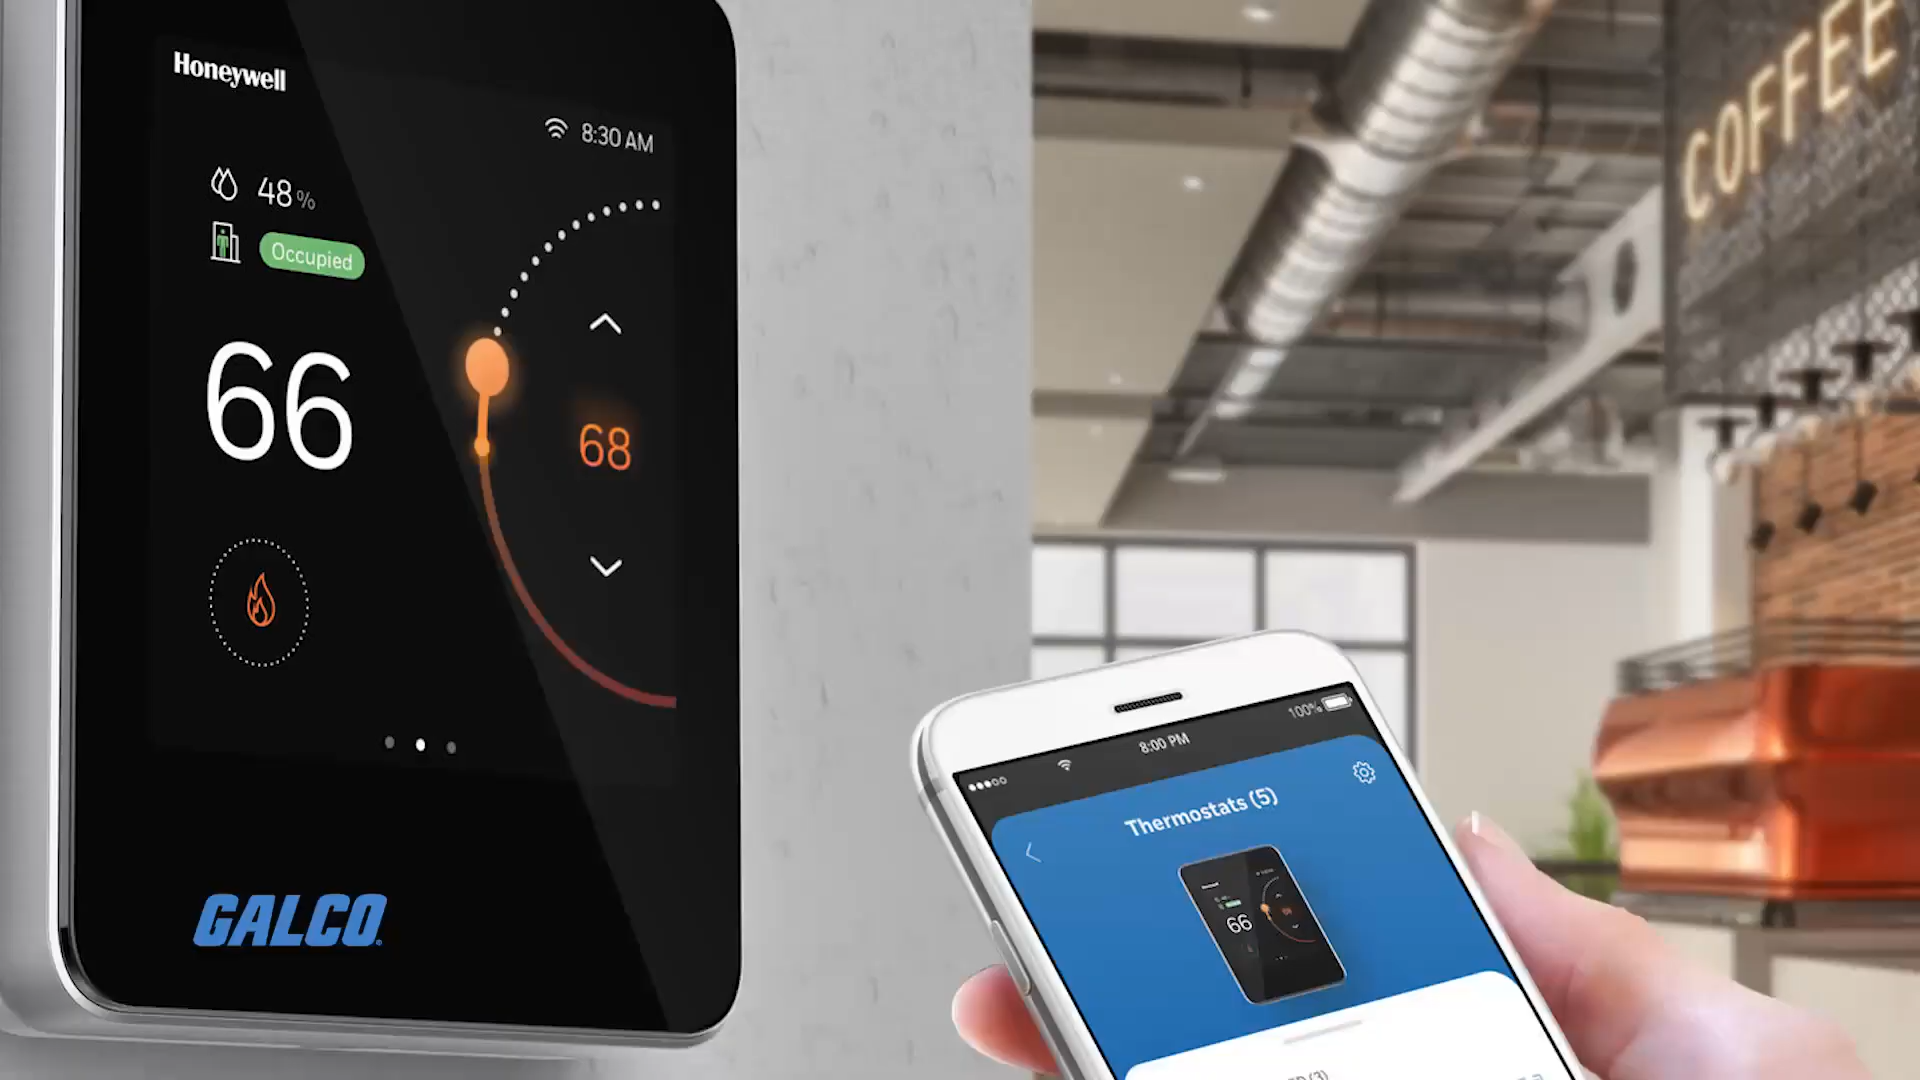 Honeywell
8:30 AM
48%
Occupied
66
68
GALCO
COFFEE
100%
8:00 PM
Thermostats (5)
66